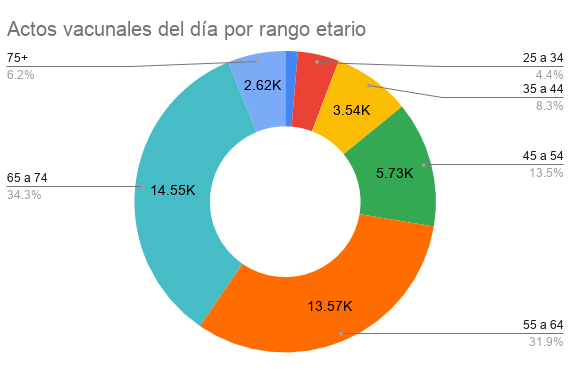 Actos vacunales del día por rango etario
75+
6.2%
25 a 34
4.4%
35 a 44
8.3%
2.62K
3.54K
45 a 54
13.5%
5.73K
65 a 74
34.3%
14.55K
13.57K
55 a 64
31.9%